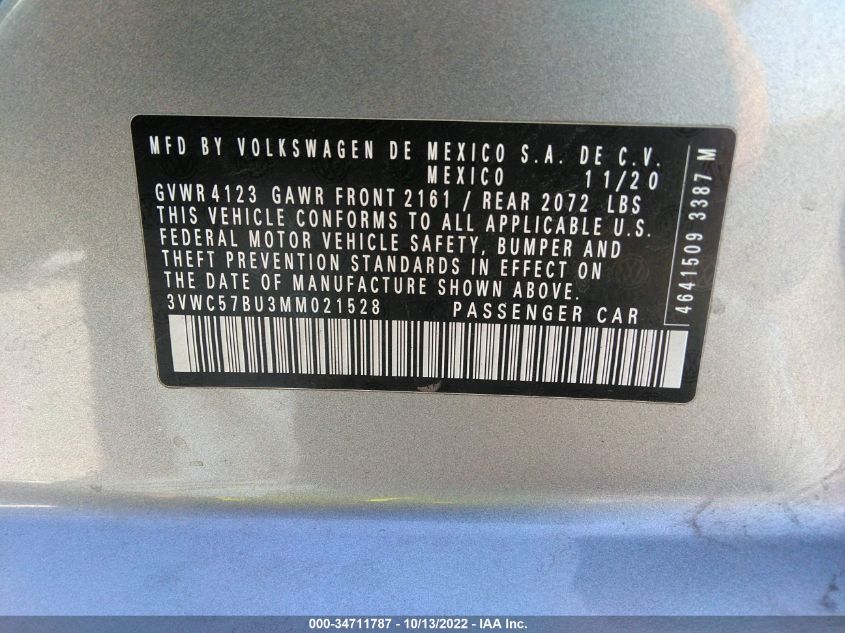 MFD BY VOLKSWAGEN DE MEXICO S.A. DE C.V.
MEXICO 11/20
GVWR 4123 GAWR FRONT 2161 / REAR 2072 LBS
THIS VEHICLE CONFORMS TO ALL APPLICABLE U.S.
FEDERAL MOTOR VEHICLE SAFETY, BUMPER AND
THEFT PREVENTION STANDARDS IN EFFECT ON
THE DATE OF MANUFACTURE SHOWN ABOVE.
3VWC57BU3MM021528 PASSENGER CAR
4641509 3387 M
000-34711787 - 10/13/2022 - IAA Inc.